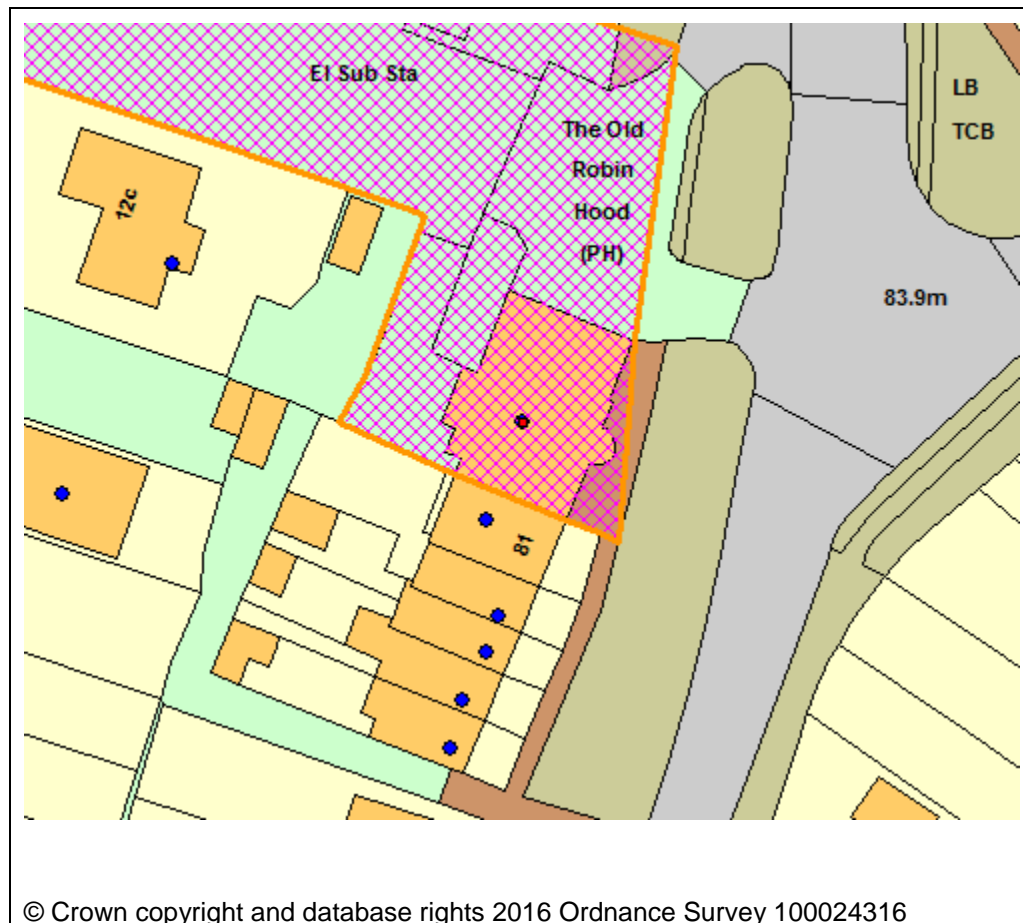 El Sub Sta
The Old
Robin
Hood
(PH)
LB
TCB
12c
83.9m
81
© Crown copyright and database rights 2016 Ordnance Survey 100024316